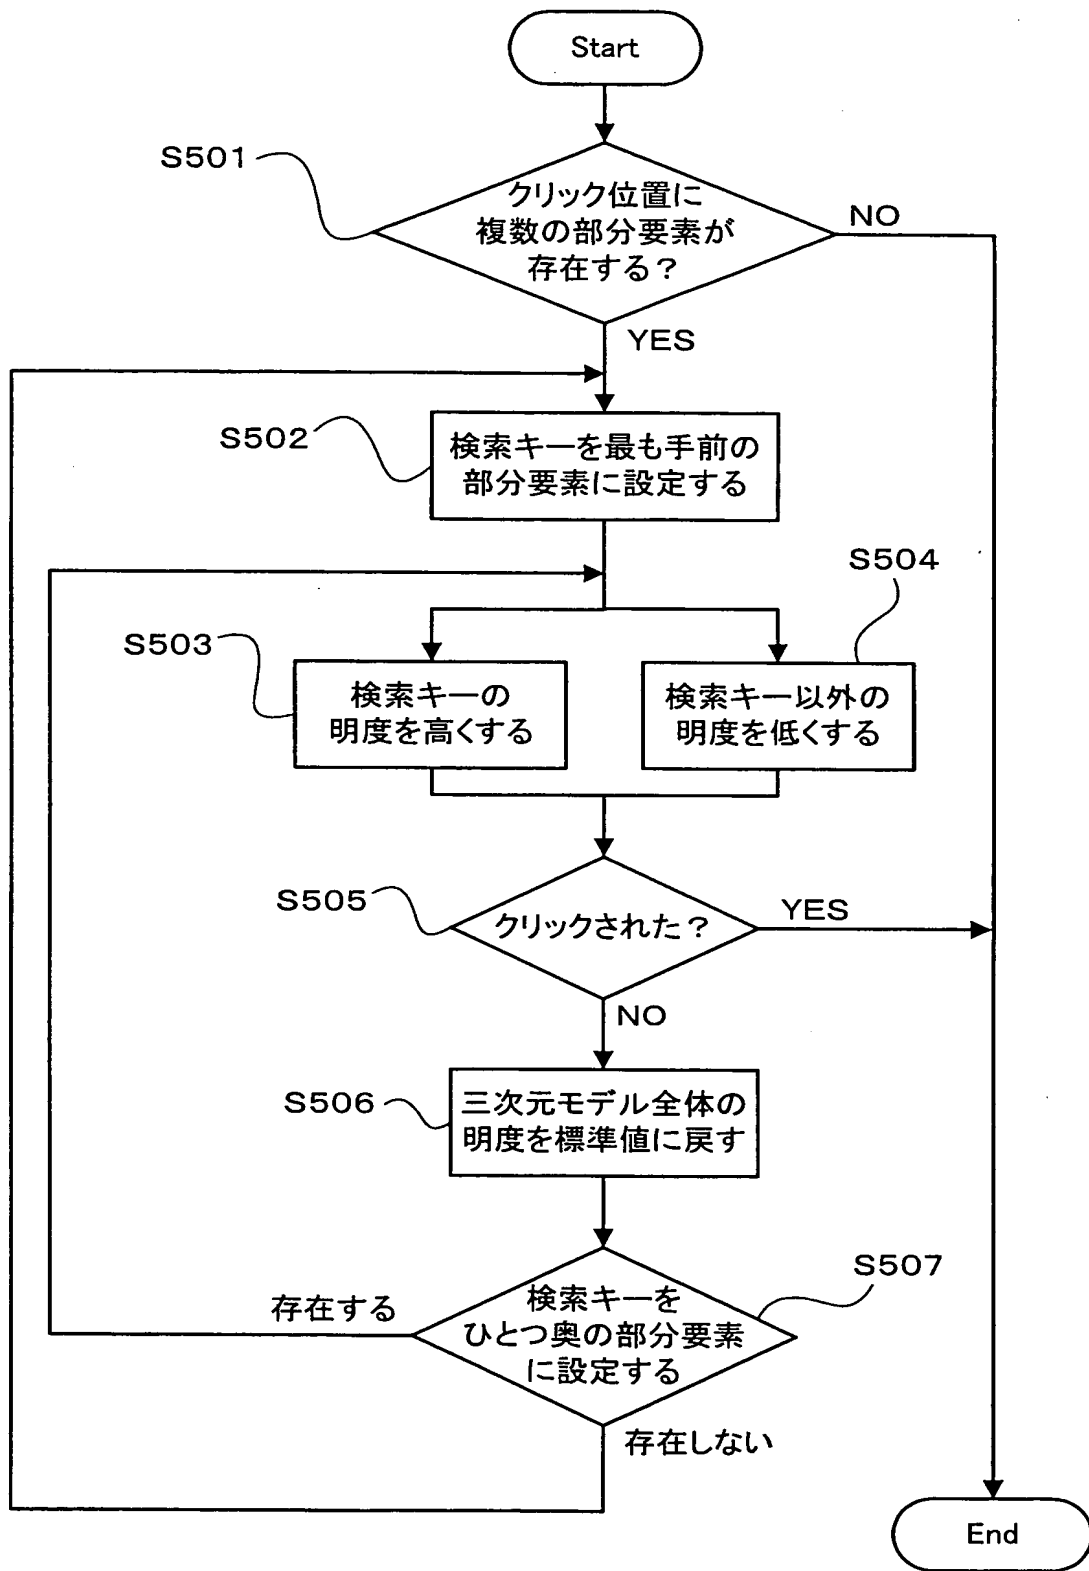 Start
S501
クリック位置に
複数の部分要素が
存在する？
NO
YES
S502
検索キーを最も手前の
部分要素に設定する
S504
S503
検索キーの
明度を高くする
検索キー以外の
明度を低くする
S505
クリックされた？
YES
NO
S506
三次元モデル全体の
明度を標準値に戻す
S507
存在する
検索キーを
ひとつ奥の部分要素
に設定する
存在しない
End